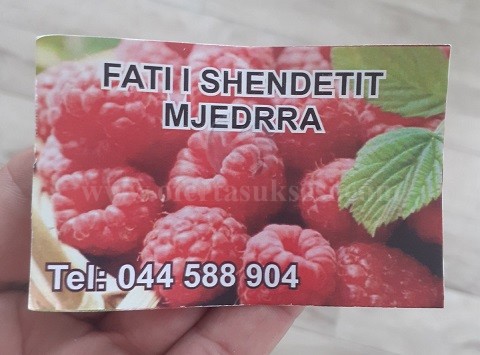 FATI I SHENDETIT
MJEDRRA
Tel: 044 588 904